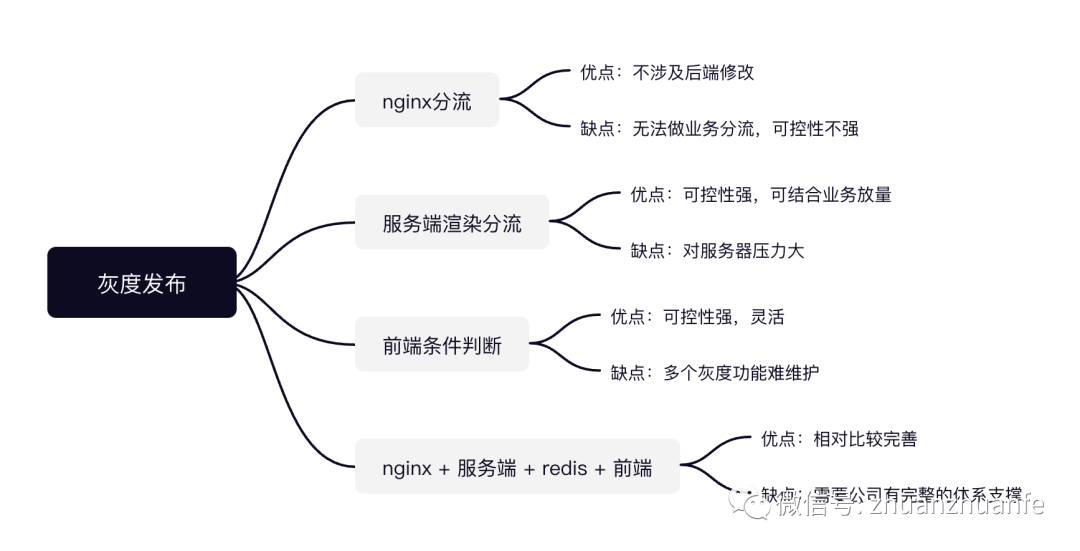 nginx分流
优点：不涉及后端修改
缺点：无法做业务分流，可控性不强
服务端渲染分流
优点：可控性强，可结合业务放量
缺点：对服务器压力大
灰度发布
前端条件判断
优点：可控性强，灵活
缺点：多个灰度功能难维护
nginx + 服务端 + redis + 前端
优点：相对比较完善
缺点：需要公司有完整的体系支撑
微信号: zhuanzhuanfe